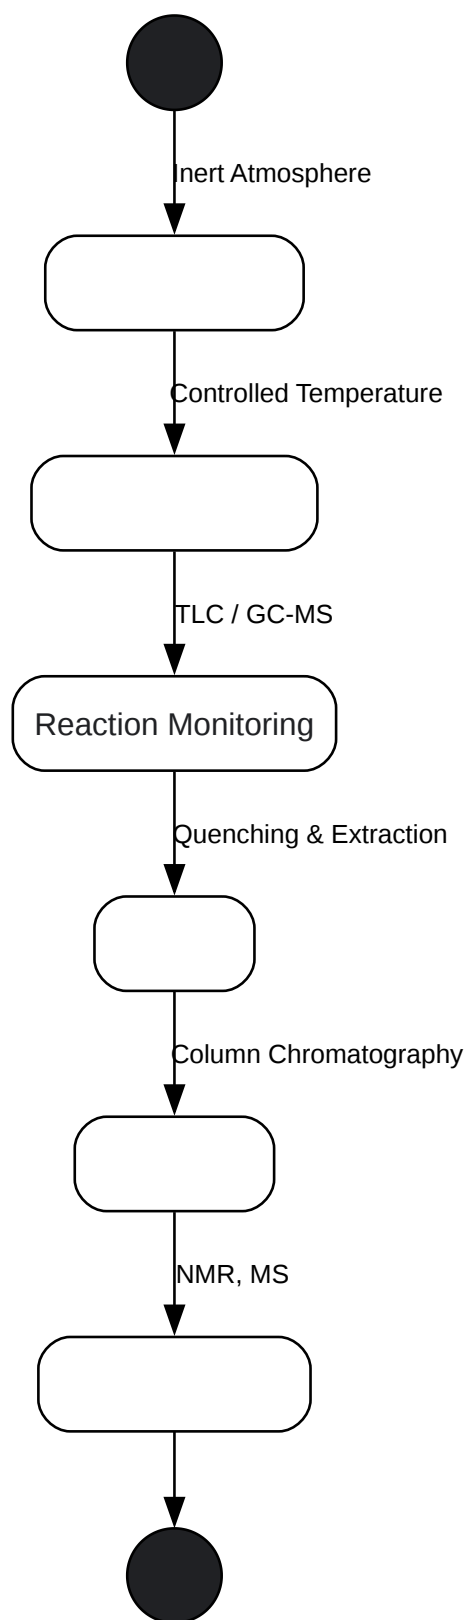 Inert Atmosphere
Controlled Temperature
TLC / GC-MS
Reaction Monitoring
Quenching & Extraction
Column Chromatography
NMR, MS